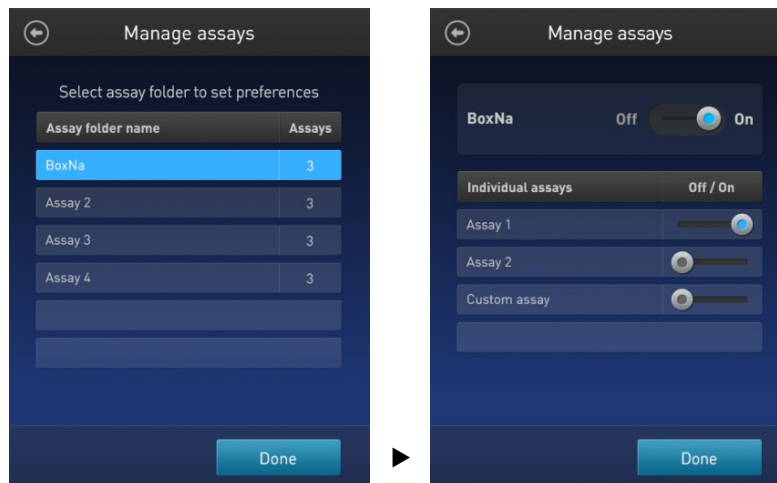 Manage assays
Select assay folder to set preferences
Assay folder name Assays
BoxNa 3
Assay 2 3
Assay 3 3
Assay 4 3
Done
Manage assays
BoxNa Off On
Individual assays Off / On
Assay 1
Assay 2
Custom assay
Done